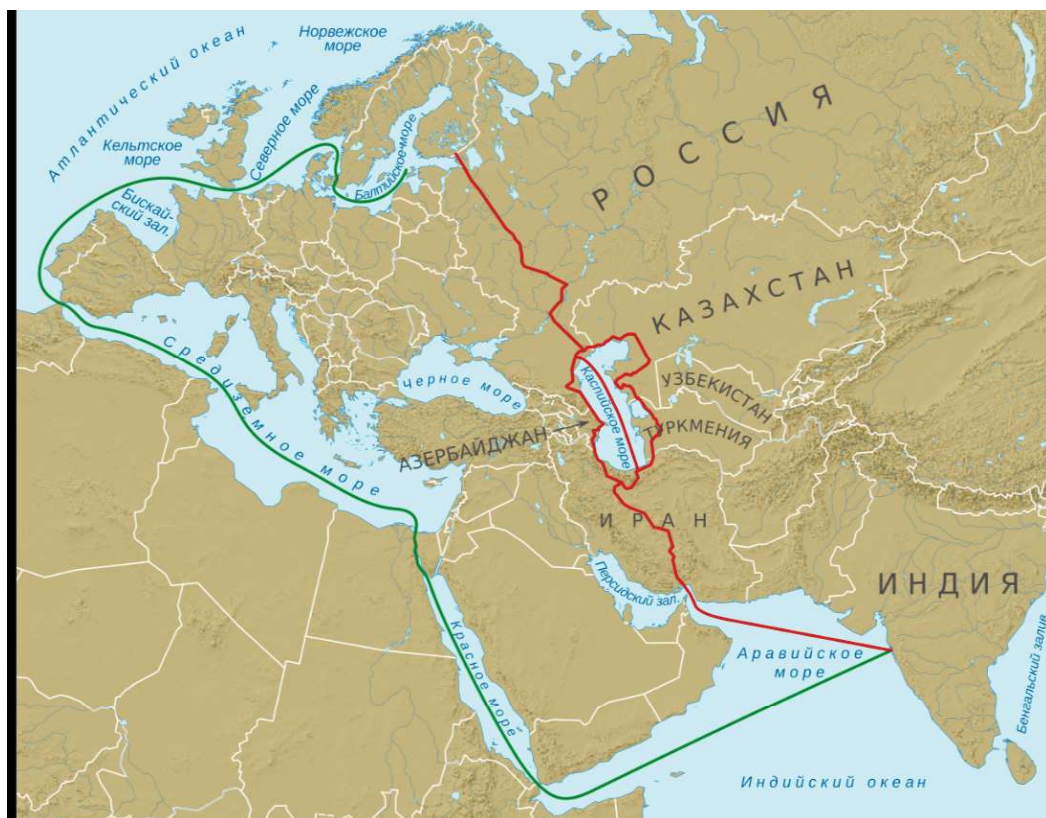 Норвежское
море
Атлантический океан
Северное море
Кельтское
море
Балтийское море
Бискай-
ский зал.
РОССИЯ
КАЗАХСТАН
Средиземное море
Черное море
Каспийское море
УЗБЕКИСТАН
ТУРКМЕНИЯ
АЗЕРБАЙДЖАН
ИРАН
Персидский зал.
ИНДИЯ
Красное море
Аравийское
море
Бенгальский залив
Индийский океан